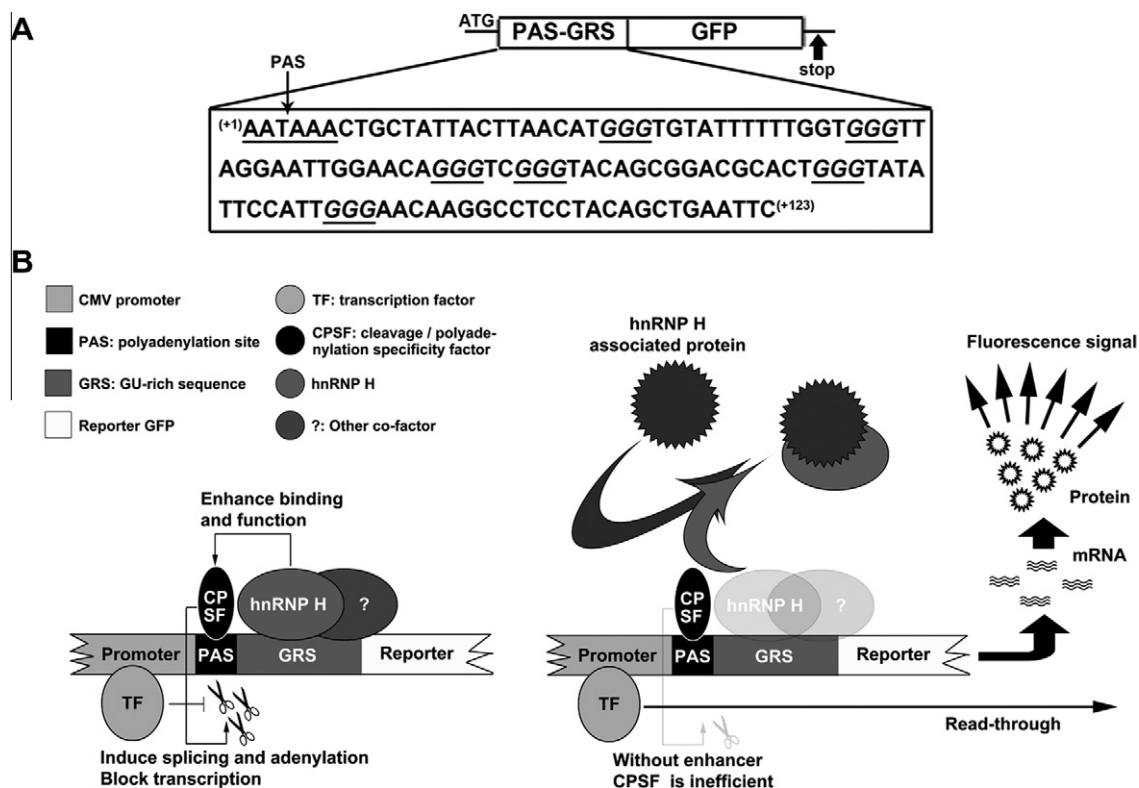 A
ATG
PAS-GRS
GFP
stop
PAS
(+1)AATAAACTGCTATTACTTAACATGGGTGTATTTTTTGGTGGGTT
AGGAATTGGAACAGGGTCGGGTACAGCGGACGCACTGGGTATA
TTCCATTGGGAACAAGGCCTCCTACAGCTGAATTC(+123)
B
CMV promoter
PAS: polyadenylation site
GRS: GU-rich sequence
Reporter GFP
TF: transcription factor
CPSF: cleavage / polyade-
nylation specificity factor
hnRNP H
?: Other co-factor
Enhance binding
and function
CP
SF
hnRNP H
?
Promoter
PAS
GRS
Reporter
TF
Induce splicing and adenylation
Block transcription
hnRNP H
associated protein
CP
SF
hnRNP H
?
Promoter
PAS
GRS
Reporter
TF
Read-through
Without enhancer
CPSF is inefficient
Fluorescence signal
Protein
mRNA